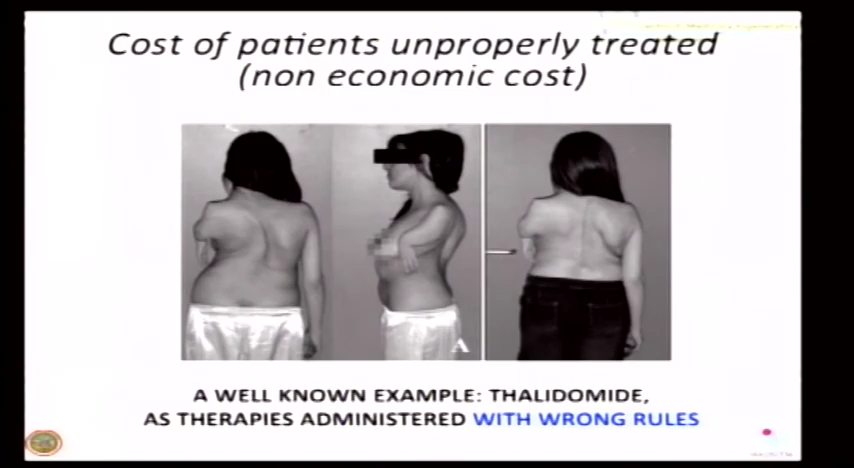 Cost of patients unproperly treated
(non economic cost)
A
A WELL KNOWN EXAMPLE: THALIDOMIDE,
AS THERAPIES ADMINISTERED WITH WRONG RULES